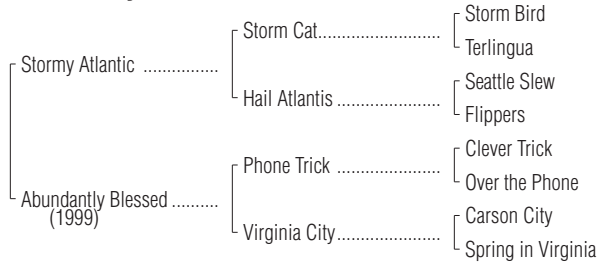 Storm Bird
Storm Cat..........................
Terlingua
Stormy Atlantic ................
Seattle Slew
Hail Atlantis ......................
Flippers
Clever Trick
Phone Trick ......................
Over the Phone
Abundantly Blessed ..........
(1999)
Carson City
Virginia City......................
Spring in Virginia